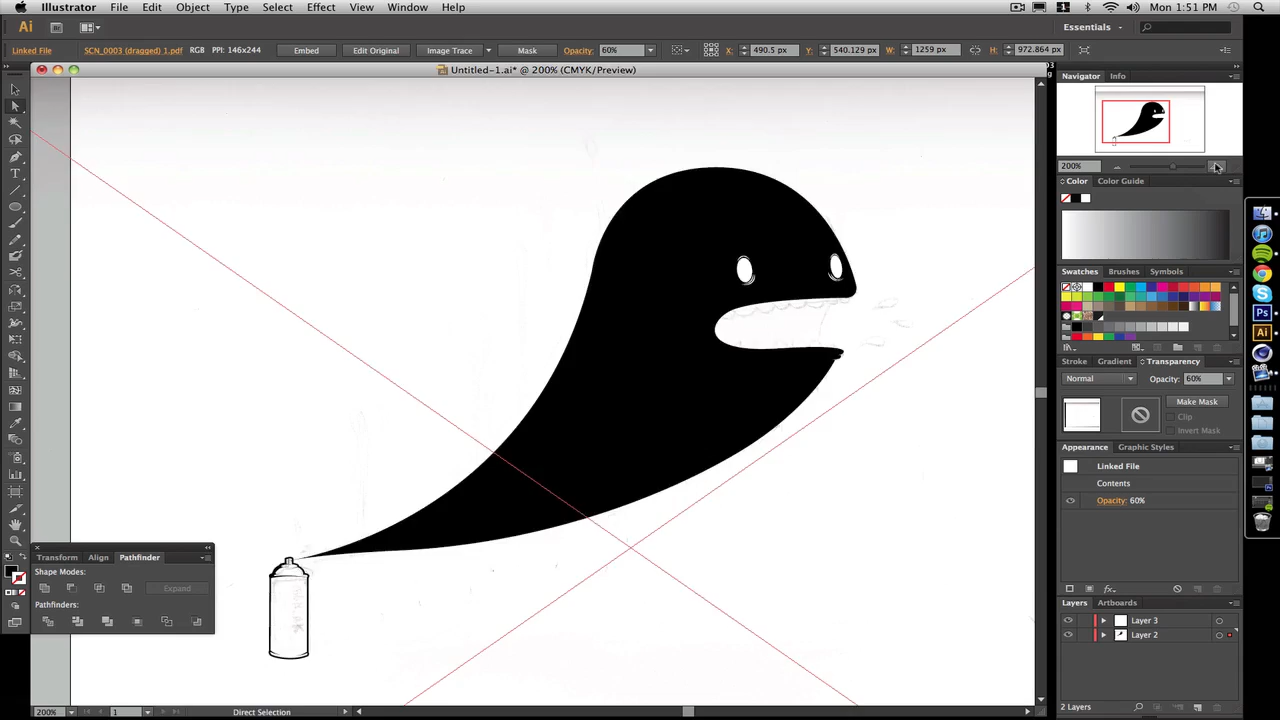 Illustrator File Edit Object Type Select Effect View Window Help 1 Mon 1:51 PM
Ai Br Essentials
Linked File SCN_0003 (dragged) 1.pdf RGB PPI: 146x244 Embed Edit Original Image Trace Mask Opacity: 60% X: 490.5 px Y: 540.129 px W: 1259 px H: 972.864 px
Untitled-1.ai* @ 200% (CMYK/Preview)
Navigator Info
200%
Color Color Guide
Swatches Brushes Symbols
Stroke Gradient Transparency
Normal Opacity: 60%
Make Mask
Clip
Invert Mask
Appearance Graphic Styles
Linked File
Contents
Opacity: 60%
fx
Transform Align Pathfinder
Shape Modes:
Expand
Pathfinders:
Layers Artboards
Layer 3
Layer 2
2 Layers
200% 1 Direct Selection